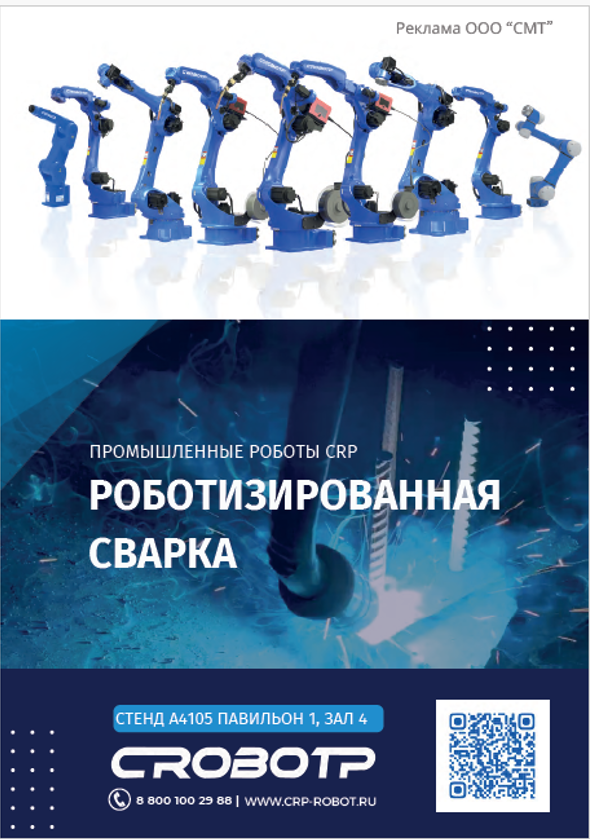 Реклама ООО “СМТ”
ПРОМЫШЛЕННЫЕ РОБОТЫ CRP
РОБОТИЗИРОВАННАЯ
СВАРКА
СТЕНД А4105 ПАВИЛЬОН 1, ЗАЛ 4
CROBOTP
8 800 100 29 88 | WWW.CRP-ROBOT.RU